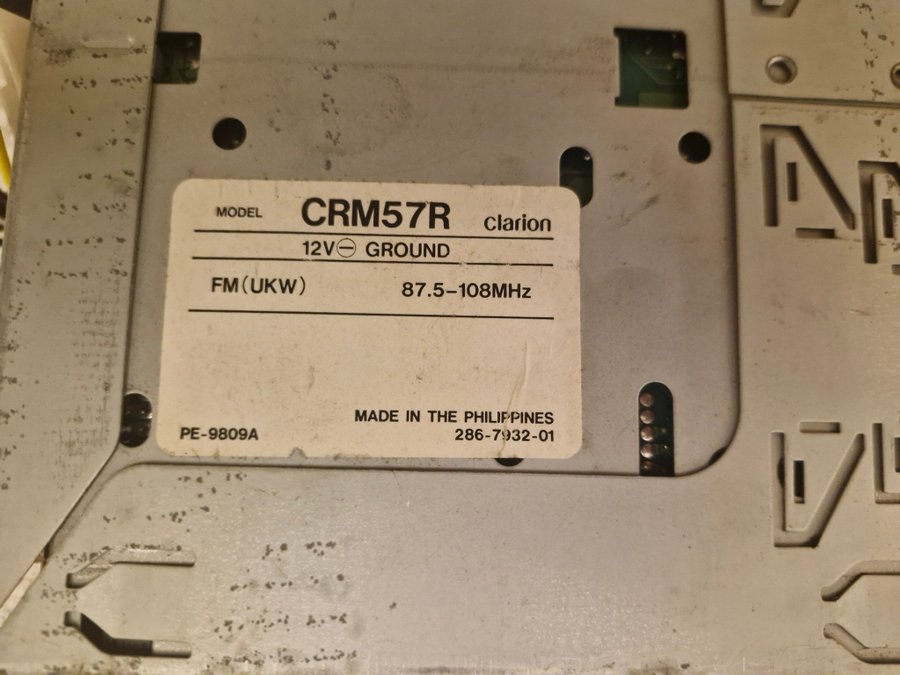 MODEL CRM57R Clarion
12V⊖ GROUND
FM(UKW) 87.5-108MHz
MADE IN THE PHILIPPINES
PE-9809A 286-7932-01